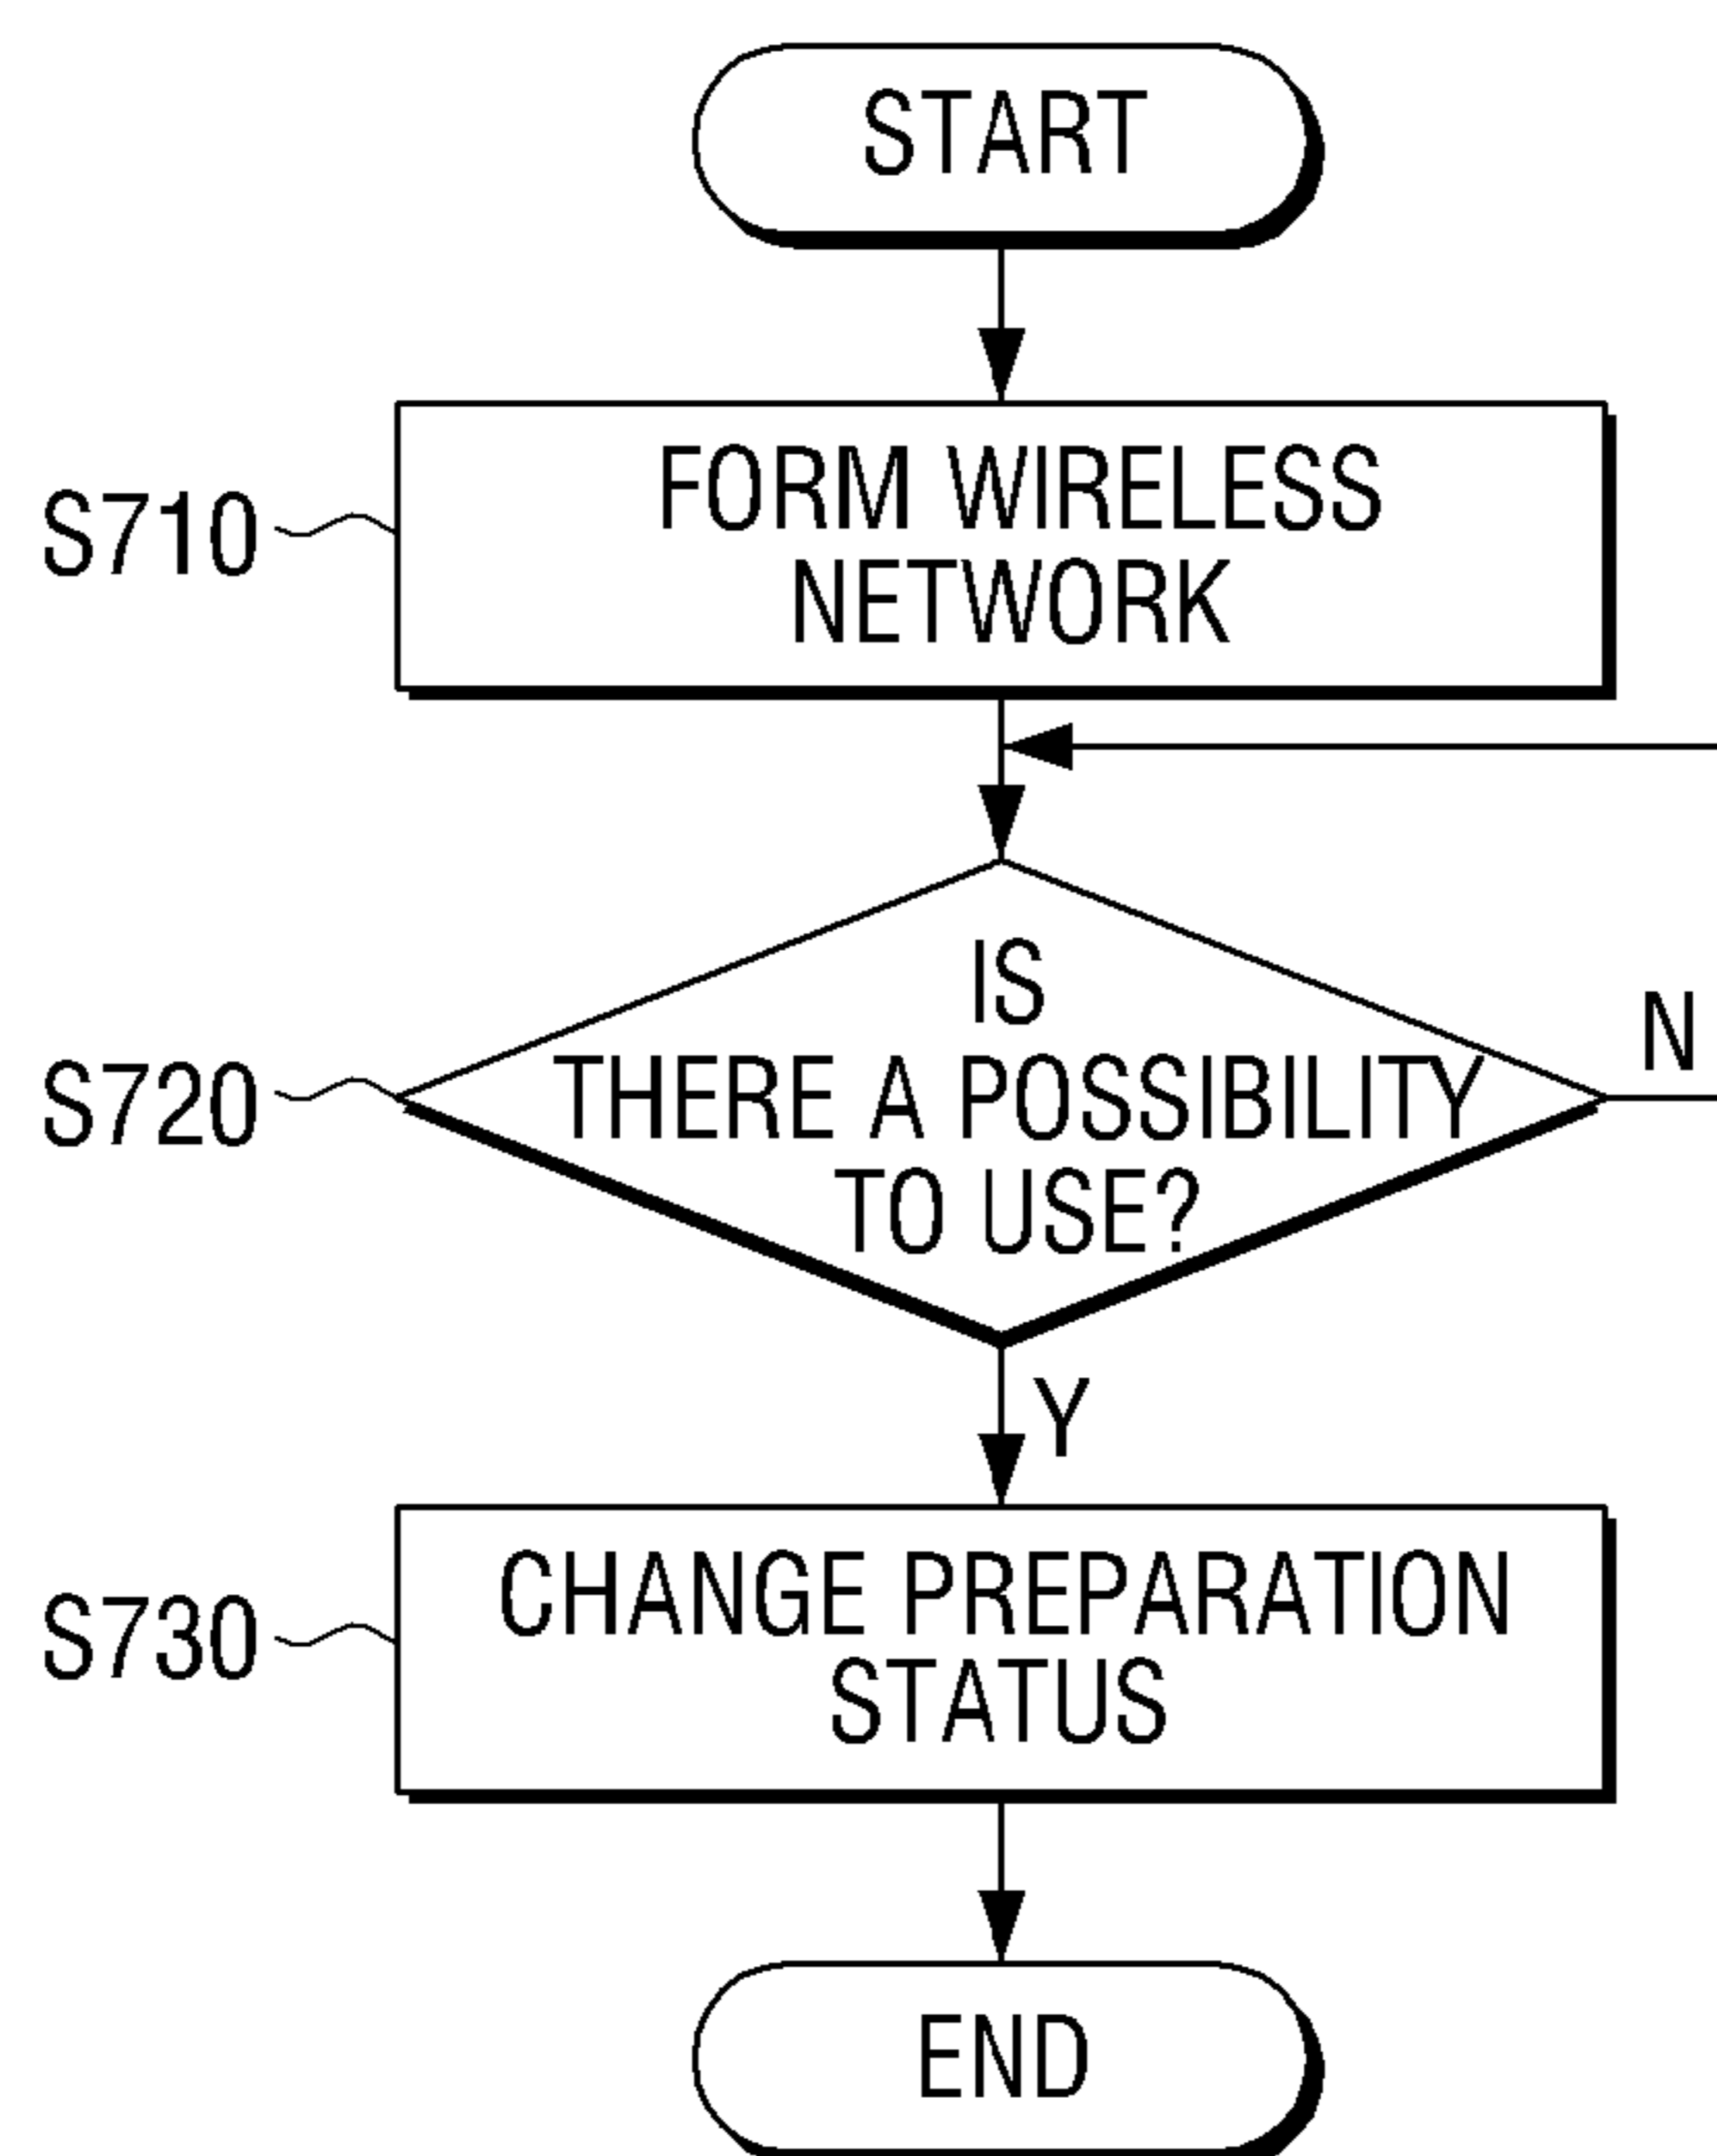 START
S710
FORM WIRELESS
NETWORK
S720
IS
THERE A POSSIBILITY
TO USE?
N
Y
S730
CHANGE PREPARATION
STATUS
END